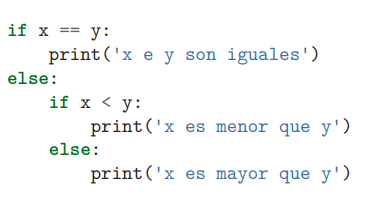 if x == y:
    print('x e y son iguales')
else:
    if x < y:
        print('x es menor que y')
    else:
        print('x es mayor que y')